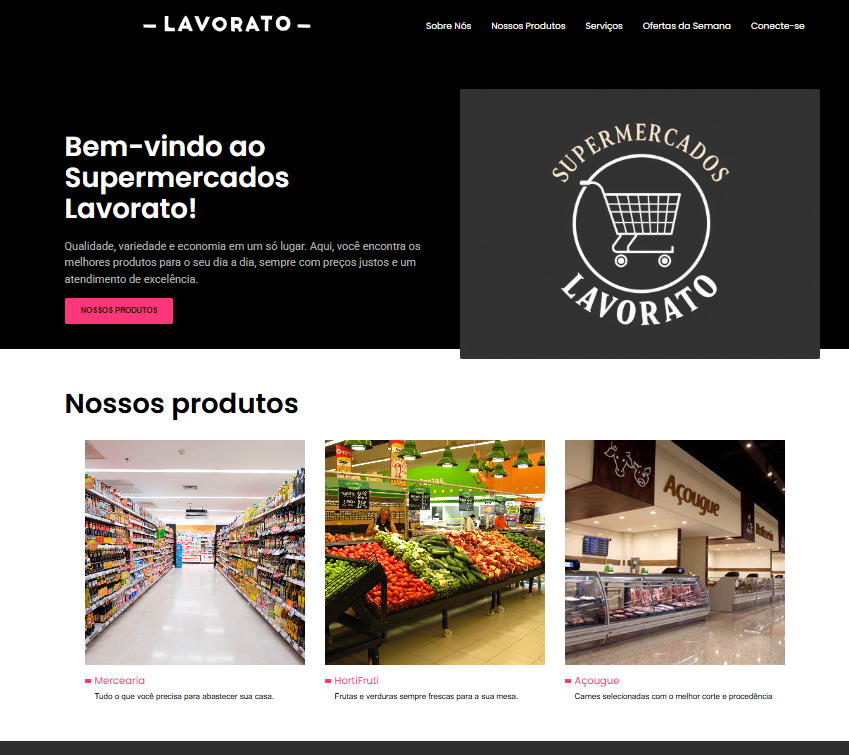 LAVORATO
Sobre Nós
Nossos Produtos
Serviços
Ofertas da Semana
Conecte-se
Bem-vindo ao
Supermercados
Lavorato!
Qualidade, variedade e economia em um só lugar. Aqui, você encontra os
melhores produtos para o seu dia a dia, sempre com preços justos e um
atendimento de excelência.
NOSSOS PRODUTOS
SUPERMERCADOS
LAVORATO
Nossos produtos
Açougue
Mercearia
Tudo o que você precisa para abastecer sua casa.
HortiFruti
Frutas e verduras sempre frescas para a sua mesa.
Açougue
Carnes selecionadas com o melhor corte e procedência